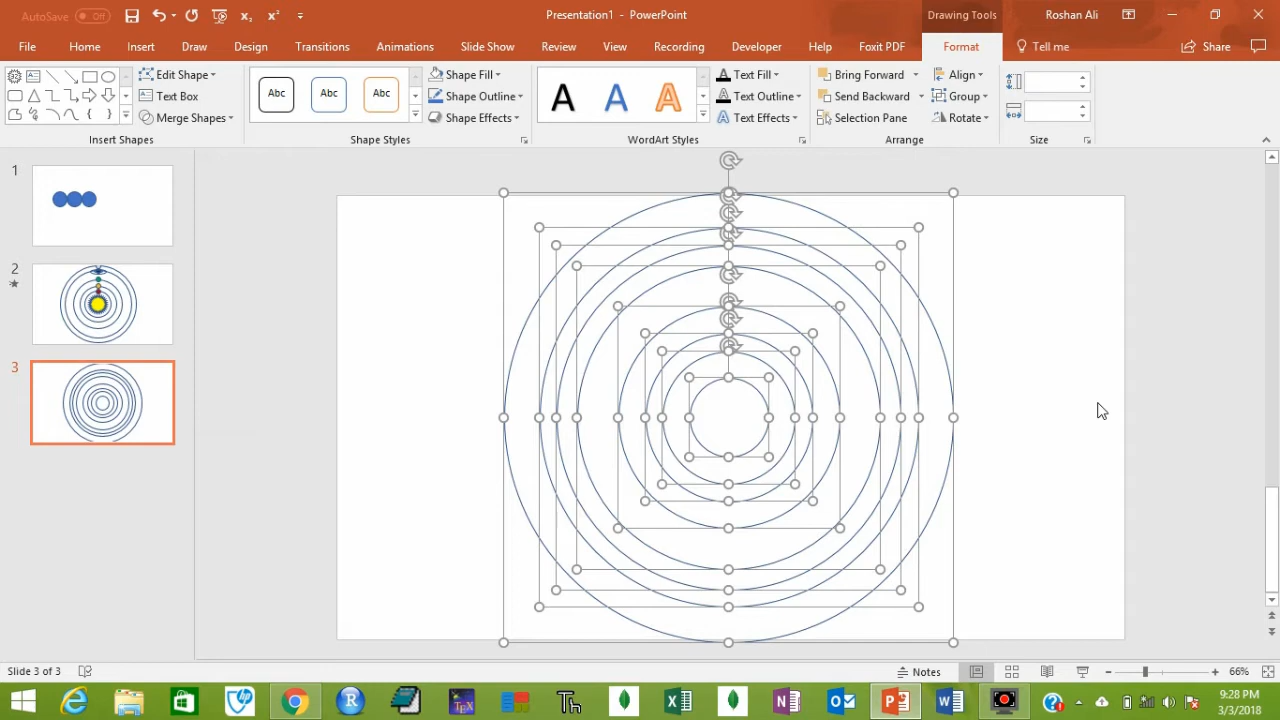 AutoSave Off x₂ x² Presentation1 - PowerPoint Drawing Tools Roshan Ali
File Home Insert Draw Design Transitions Animations Slide Show Review View Recording Developer Help Foxit PDF Format Tell me Share
Edit Shape Abc Abc Abc Shape Fill A A A Text Fill Bring Forward Align
Text Box Shape Outline Text Outline Send Backward Group
Merge Shapes Shape Effects Text Effects Selection Pane Rotate
Insert Shapes Shape Styles WordArt Styles Arrange Size
1
2
3
Slide 3 of 3 Notes 66%
9:28 PM
3/3/2018